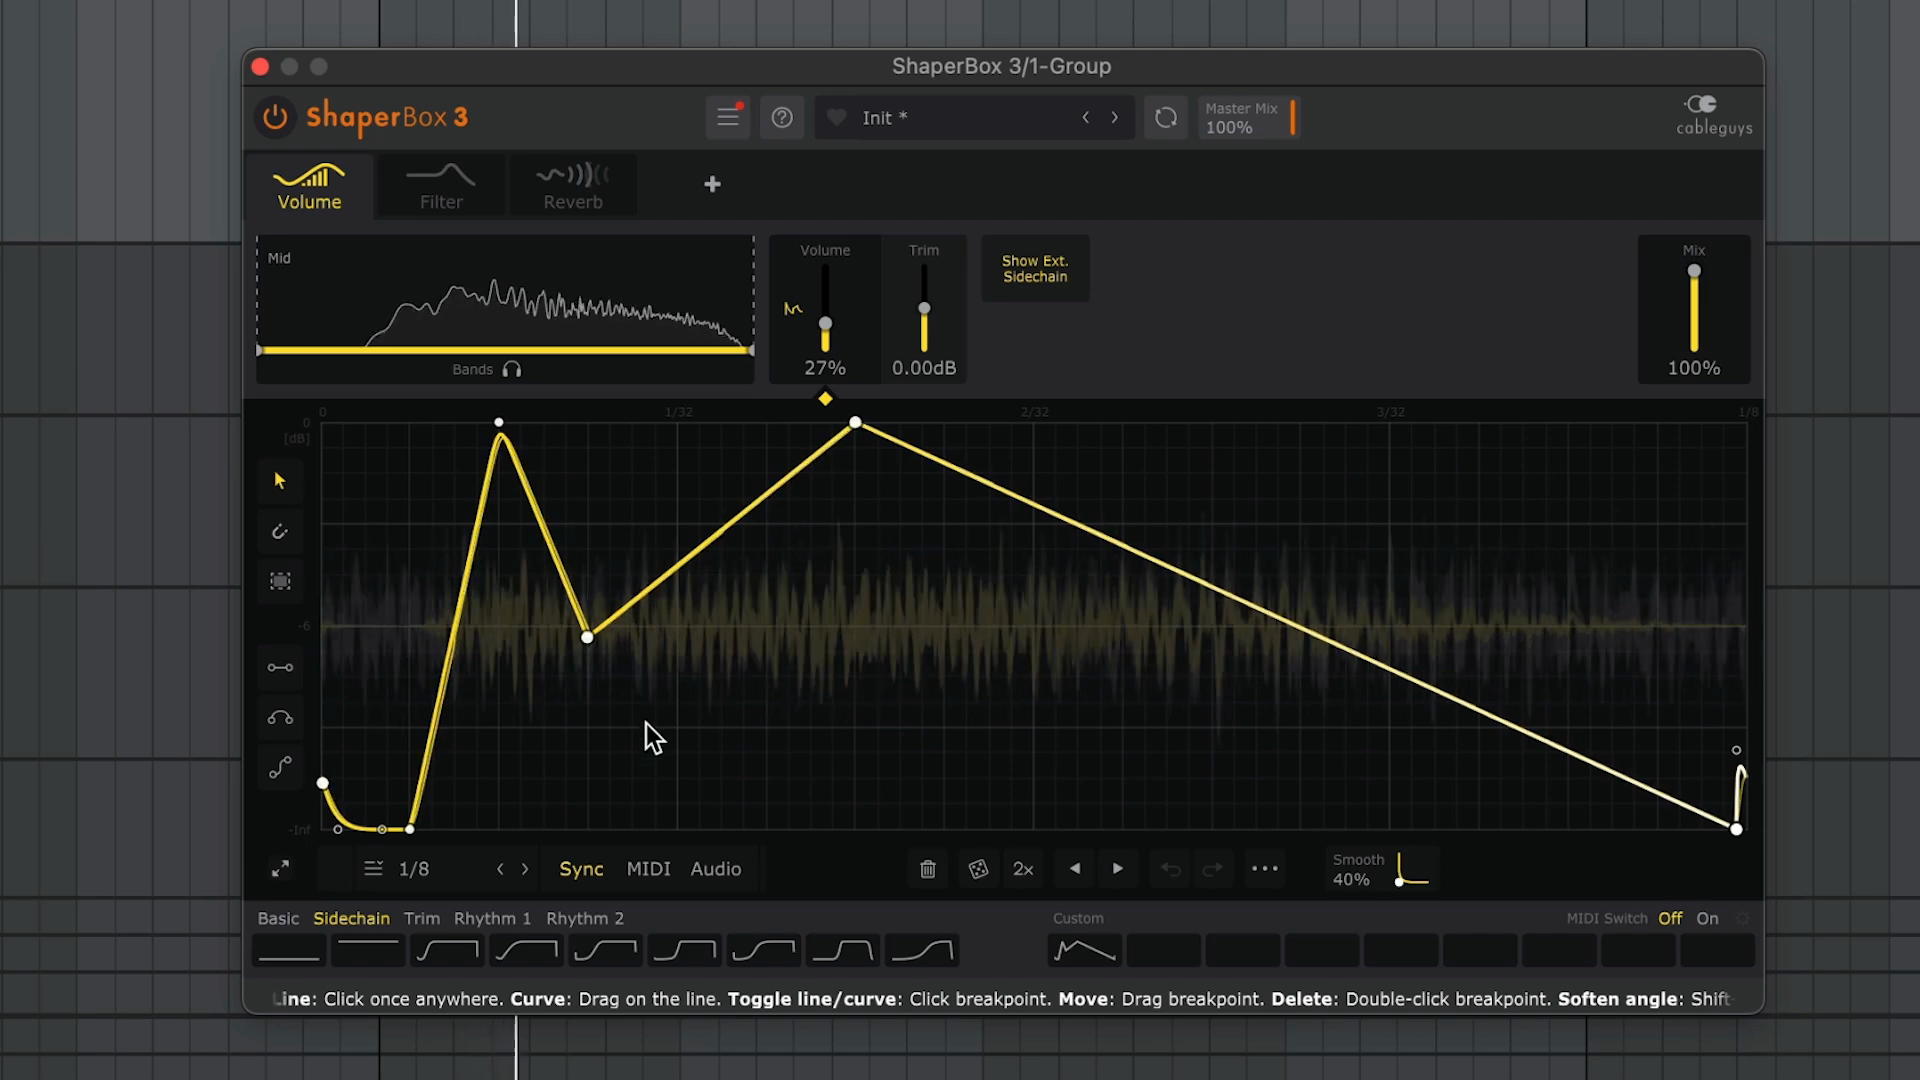 ShaperBox 3/1-Group
ShaperBox 3
Init *
Master Mix
100%
cableguys
Volume
Filter
Reverb
+
Mid
Bands
Volume
27%
Trim
0.00dB
Show Ext.
Sidechain
Mix
100%
0 1/32 2/32 3/32 1/8
0
[dB]
-6
-Inf
1/8
Sync MIDI Audio
2x
Smooth
40%
Basic Sidechain Trim Rhythm 1 Rhythm 2
Custom
MIDI Switch Off On
ine: Click once anywhere. Curve: Drag on the line. Toggle line/curve: Click breakpoint. Move: Drag breakpoint. Delete: Double-click breakpoint. Soften angle: Shift-